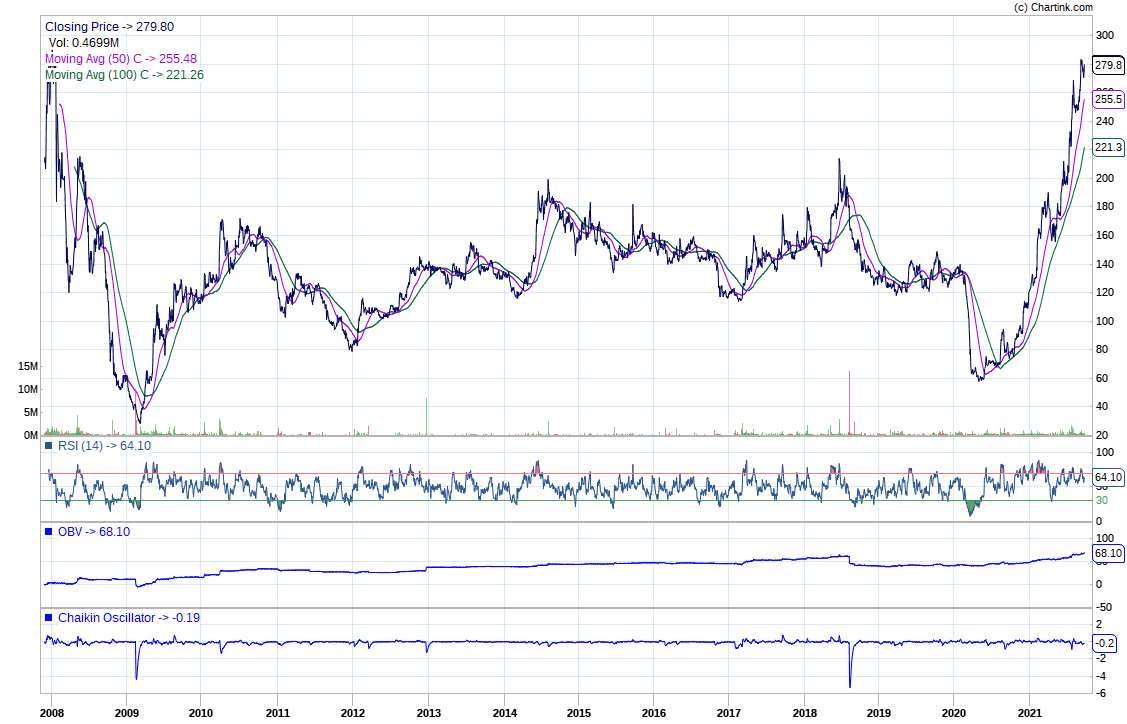 (c) Chartink.com
Closing Price -> 279.80
Vol: 0.4699M
Moving Avg (50) C -> 255.48
Moving Avg (100) C -> 221.26
300
279.8
260
255.5
240
221.3
200
180
160
140
120
100
80
60
40
20
15M
10M
5M
0M
RSI (14) -> 64.10
100
64.10
50
30
0
OBV -> 68.10
100
68.10
50
0
-50
Chaikin Oscillator -> -0.19
2
-0.2
-2
-4
-6
2008 2009 2010 2011 2012 2013 2014 2015 2016 2017 2018 2019 2020 2021